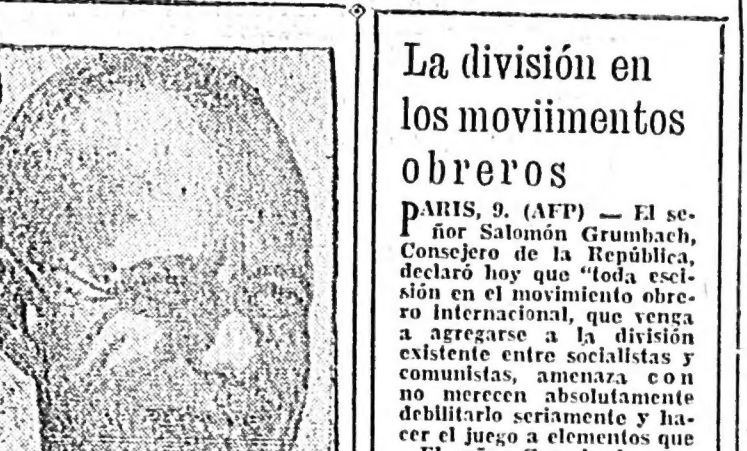 La división en
los moviimentos
obreros
PARIS, 9. (AFP) — El se-
ñor Salomón Grumbach,
Consejero de la República,
declaró hoy que "toda esci-
sión en el movimiento obre-
ro internacional, que venga
a agregarse a la división
existente entre socialistas y
comunistas, amenaza con
no merecen absolutamente
debilitarlo seriamente y ha-
cer el juego a elementos que